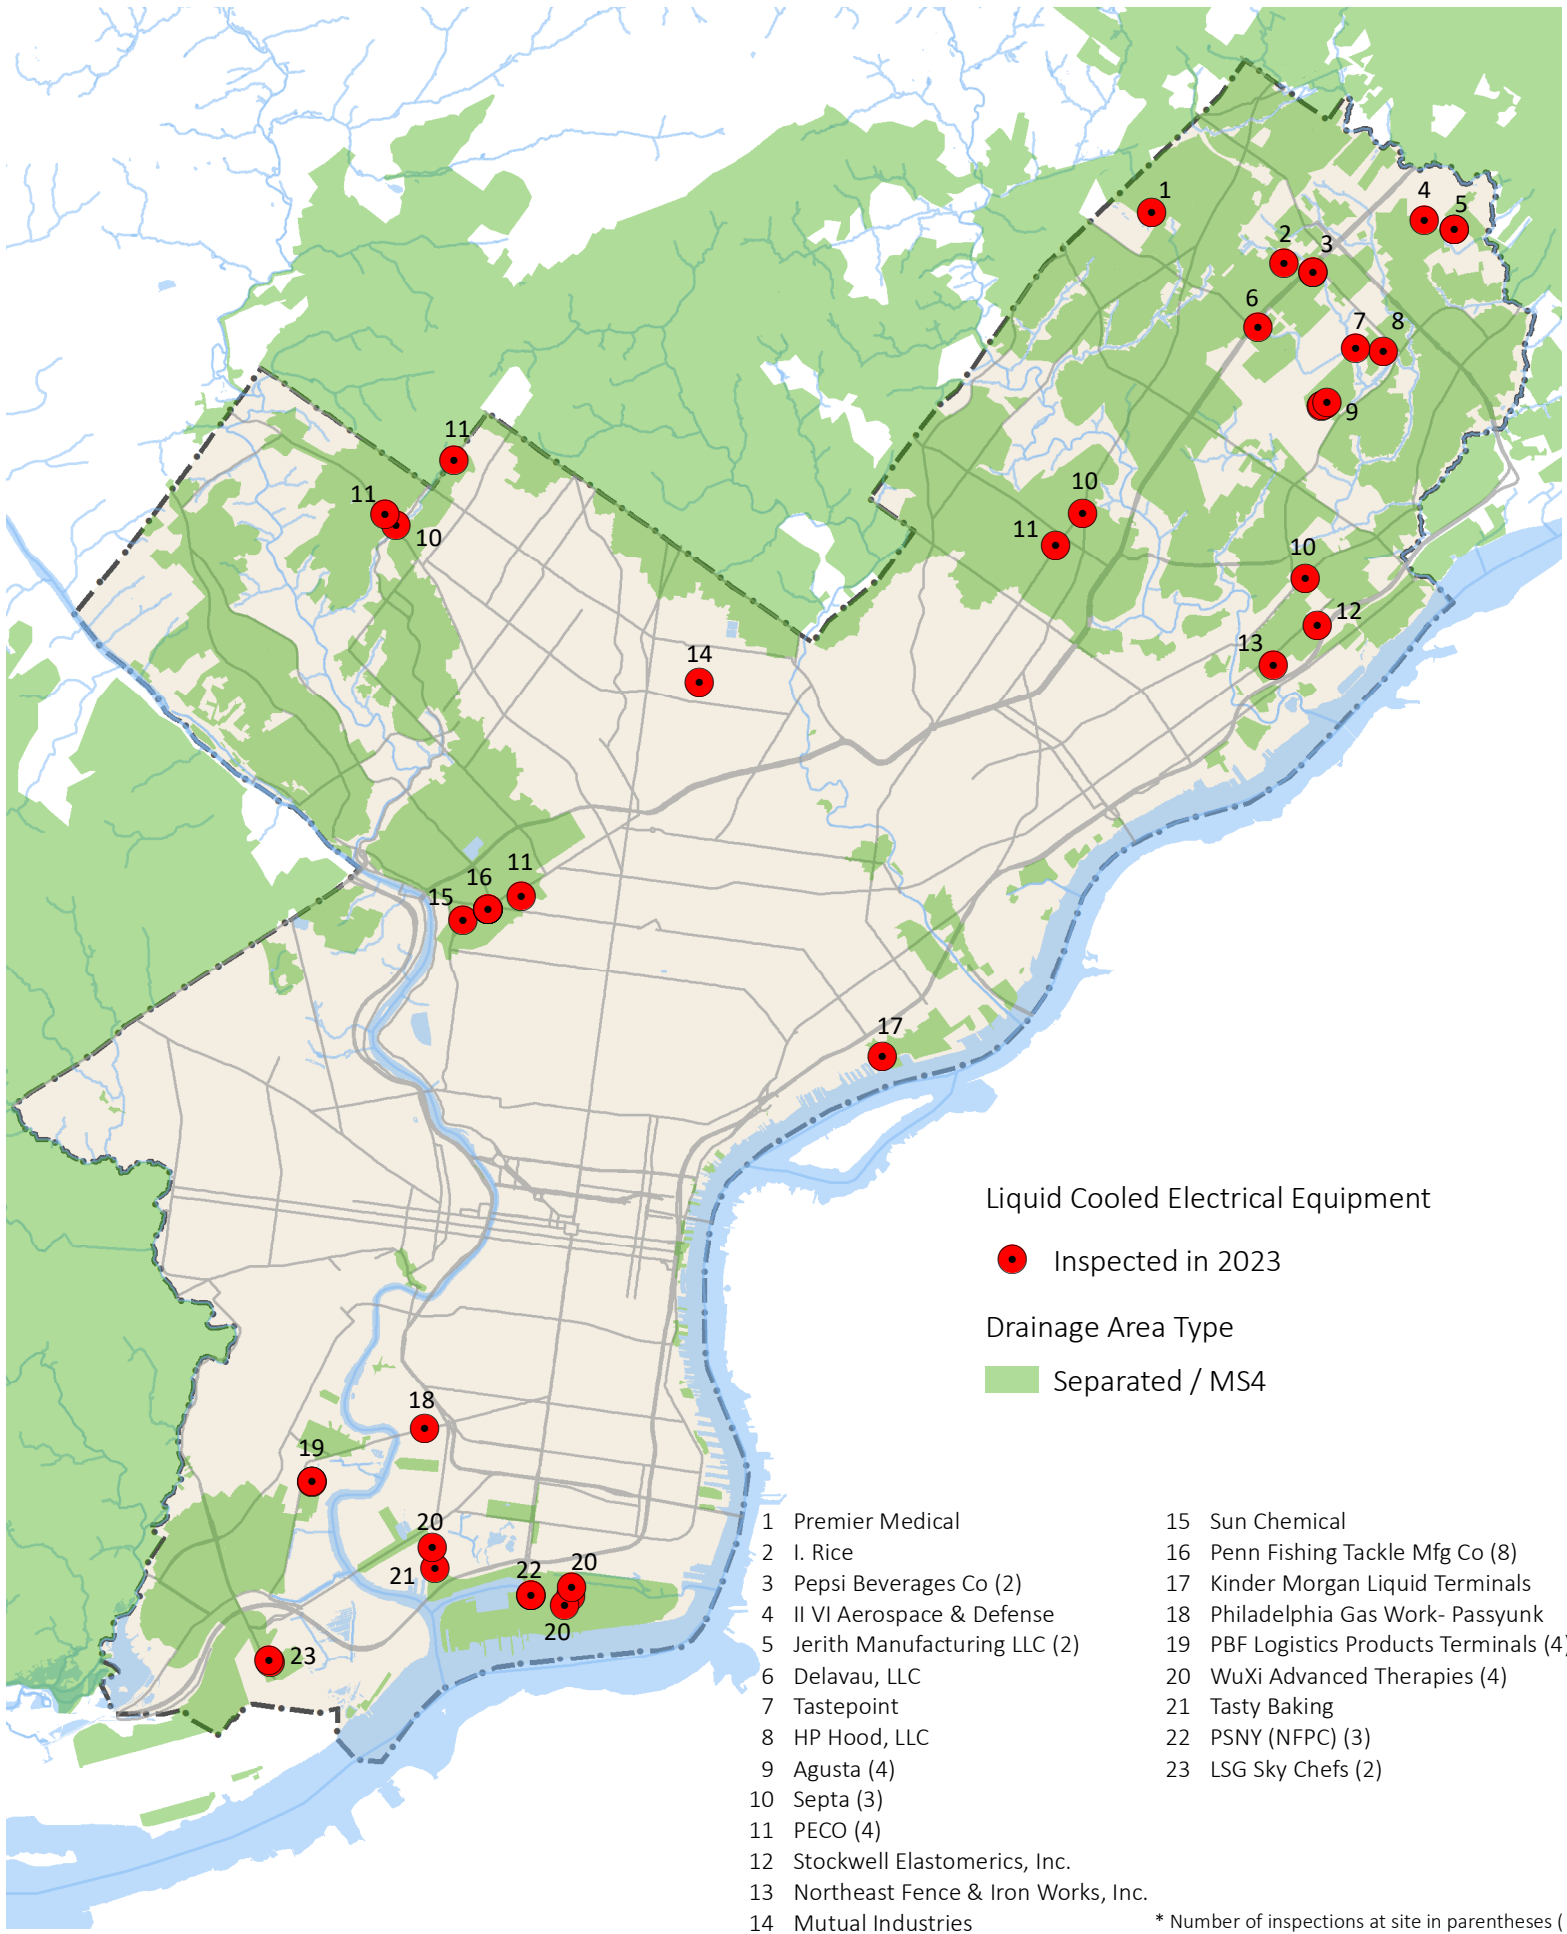 1
4
5
2
3
6
7
8
9
11
11
10
10
11
10
12
13
14
11
16
15
17
18
19
20
21
22
20
20
23
Liquid Cooled Electrical Equipment
Inspected in 2023
Drainage Area Type
Separated / MS4
1 Premier Medical
2 I. Rice
3 Pepsi Beverages Co (2)
4 II VI Aerospace & Defense
5 Jerith Manufacturing LLC (2)
6 Delavau, LLC
7 Tastepoint
8 HP Hood, LLC
9 Agusta (4)
10 Septa (3)
11 PECO (4)
12 Stockwell Elastomerics, Inc.
13 Northeast Fence & Iron Works, Inc.
14 Mutual Industries
15 Sun Chemical
16 Penn Fishing Tackle Mfg Co (8)
17 Kinder Morgan Liquid Terminals
18 Philadelphia Gas Work- Passyunk
19 PBF Logistics Products Terminals (4)
20 WuXi Advanced Therapies (4)
21 Tasty Baking
22 PSNY (NFPC) (3)
23 LSG Sky Chefs (2)
* Number of inspections at site in parentheses (